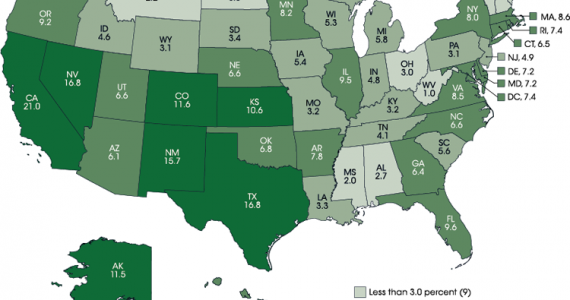 OR
9.2
ID
4.6
WY
3.1
SD
3.4
MN
8.2
WI
5.3
MI
5.8
NY
8.0
MA, 8.6
RI, 7.4
CT, 6.5
NJ, 4.9
DE, 7.2
MD, 7.2
DC, 7.4
PA
3.1
NV
16.8
CA
21.0
UT
6.6
CO
11.6
NE
6.6
KS
10.6
IA
5.4
IL
9.5
IN
4.8
OH
3.0
WV
1.0
VA
8.5
KY
3.2
MO
3.2
NC
6.6
TN
4.1
SC
5.6
AZ
6.1
NM
15.7
OK
6.8
AR
7.8
MS
2.0
AL
2.7
GA
6.4
TX
16.8
LA
3.3
FL
9.6
AK
11.5
Less than 3.0 percent (9)